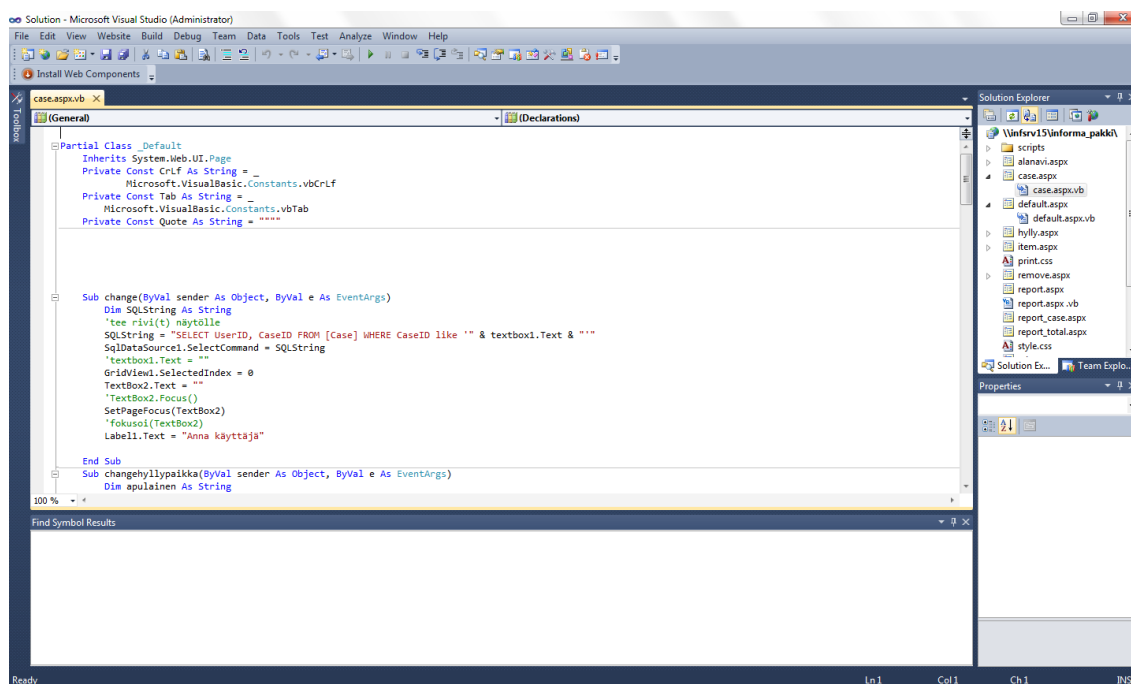 Solution - Microsoft Visual Studio (Administrator)
File Edit View Website Build Debug Team Data Tools Test Analyze Window Help
Install Web Components
Toolbox
case.aspx.vb
(General) (Declarations)
Partial Class _Default
Inherits System.Web.UI.Page
Private Const CrLf As String = _
Microsoft.VisualBasic.Constants.vbCrLf
Private Const Tab As String = _
Microsoft.VisualBasic.Constants.vbTab
Private Const Quote As String = """"
Sub change(ByVal sender As Object, ByVal e As EventArgs)
Dim SQLString As String
'tee rivi(t) näytölle
SQLString = "SELECT UserID, CaseID FROM [Case] WHERE CaseID like '" & textbox1.Text & "'"
SqlDataSource1.SelectCommand = SQLString
'textbox1.Text = ""
GridView1.SelectedIndex = 0
TextBox2.Text = ""
'TextBox2.Focus()
SetPageFocus(TextBox2)
'fokusoi(TextBox2)
Label1.Text = "Anna käyttäjä"
End Sub
Sub changehyllypaikka(ByVal sender As Object, ByVal e As EventArgs)
Dim apulainen As String
100 %
Find Symbol Results
Solution Explorer
\\infsrv15\informa_pakki\
scripts
alanavi.aspx
case.aspx
case.aspx.vb
default.aspx
default.aspx.vb
hylly.aspx
item.aspx
print.css
remove.aspx
report.aspx
report.aspx .vb
report_case.aspx
report_total.aspx
style.css
Solution Ex... Team Explo...
Properties
Ready Ln 1 Col 1 Ch 1 INS